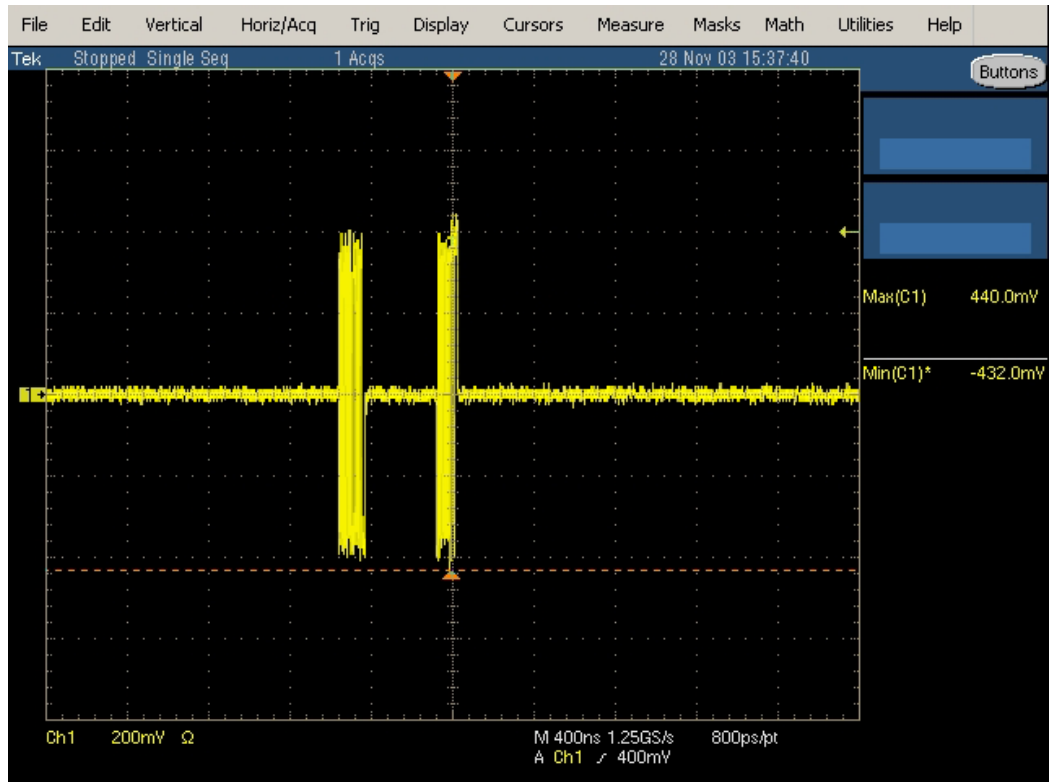 File Edit Vertical Horiz/Acq Trig Display Cursors Measure Masks Math Utilities Help
Tek Stopped Single Seq 1 Acqs 28 Nov 03 15:37:40
Buttons
Max(C1) 440.0mV
Min(C1)* -432.0mV
1
Ch1 200mV Ω M 400ns 1.25GS/s 800ps/pt
A Ch1 / 400mV